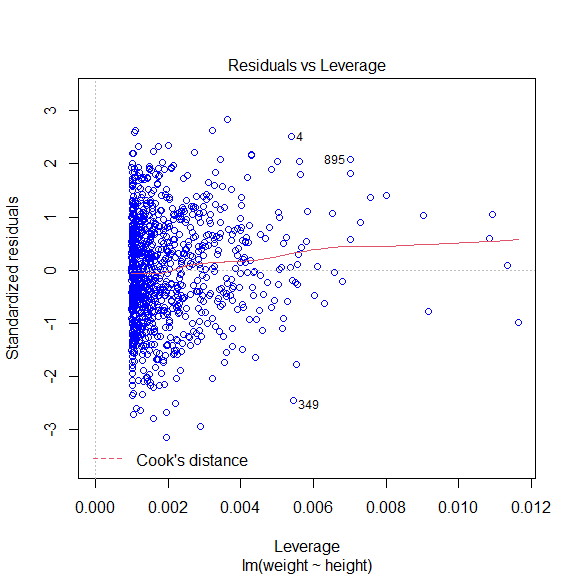 Residuals vs Leverage
Standardized residuals
3
2
1
0
-1
-2
-3
4
895
349
Cook's distance
0.000 0.002 0.004 0.006 0.008 0.010 0.012
Leverage
lm(weight ~ height)